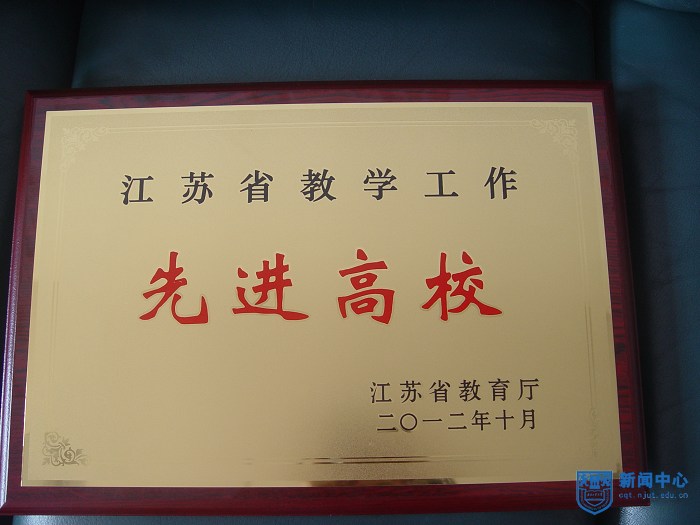 江苏省教学工作
先进高校
江苏省教育厅
二〇一二年十月
新闻中心